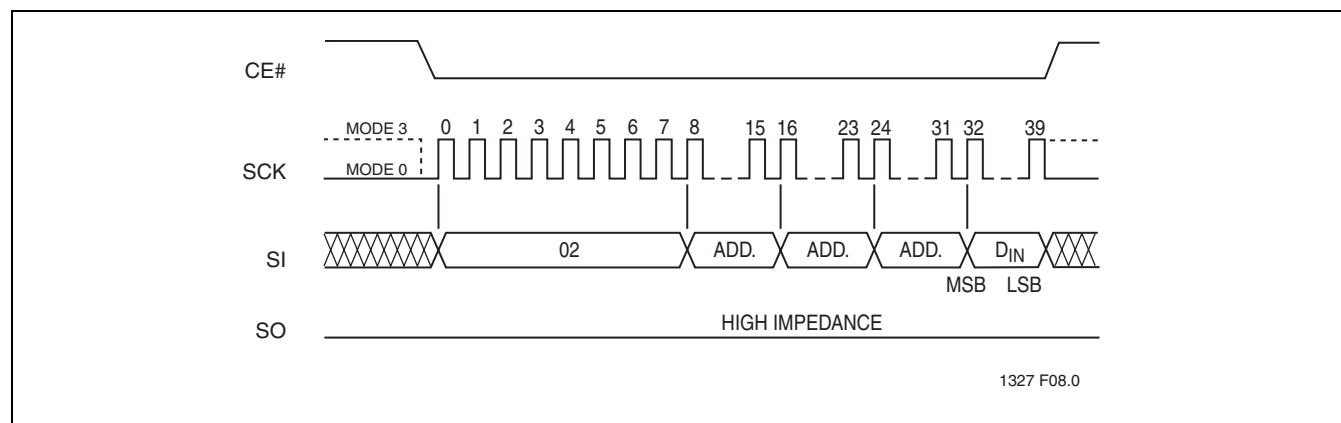 CE#
MODE 3 0 1 2 3 4 5 6 7 8 15 16 23 24 31 32 39
SCK MODE 0
SI 02 ADD. ADD. ADD. DIN
MSB LSB
SO HIGH IMPEDANCE
1327 F08.0